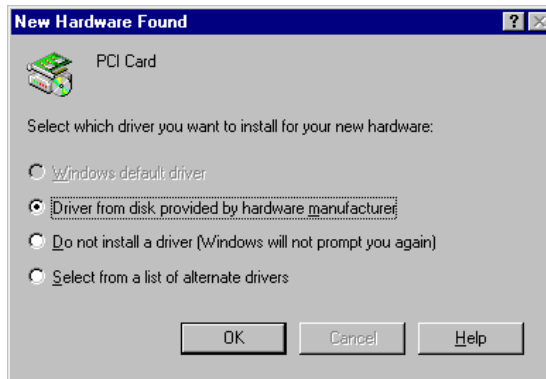 New Hardware Found
PCI Card
Select which driver you want to install for your new hardware:
Windows default driver
Driver from disk provided by hardware manufacturer
Do not install a driver (Windows will not prompt you again)
Select from a list of alternate drivers
OK Cancel Help